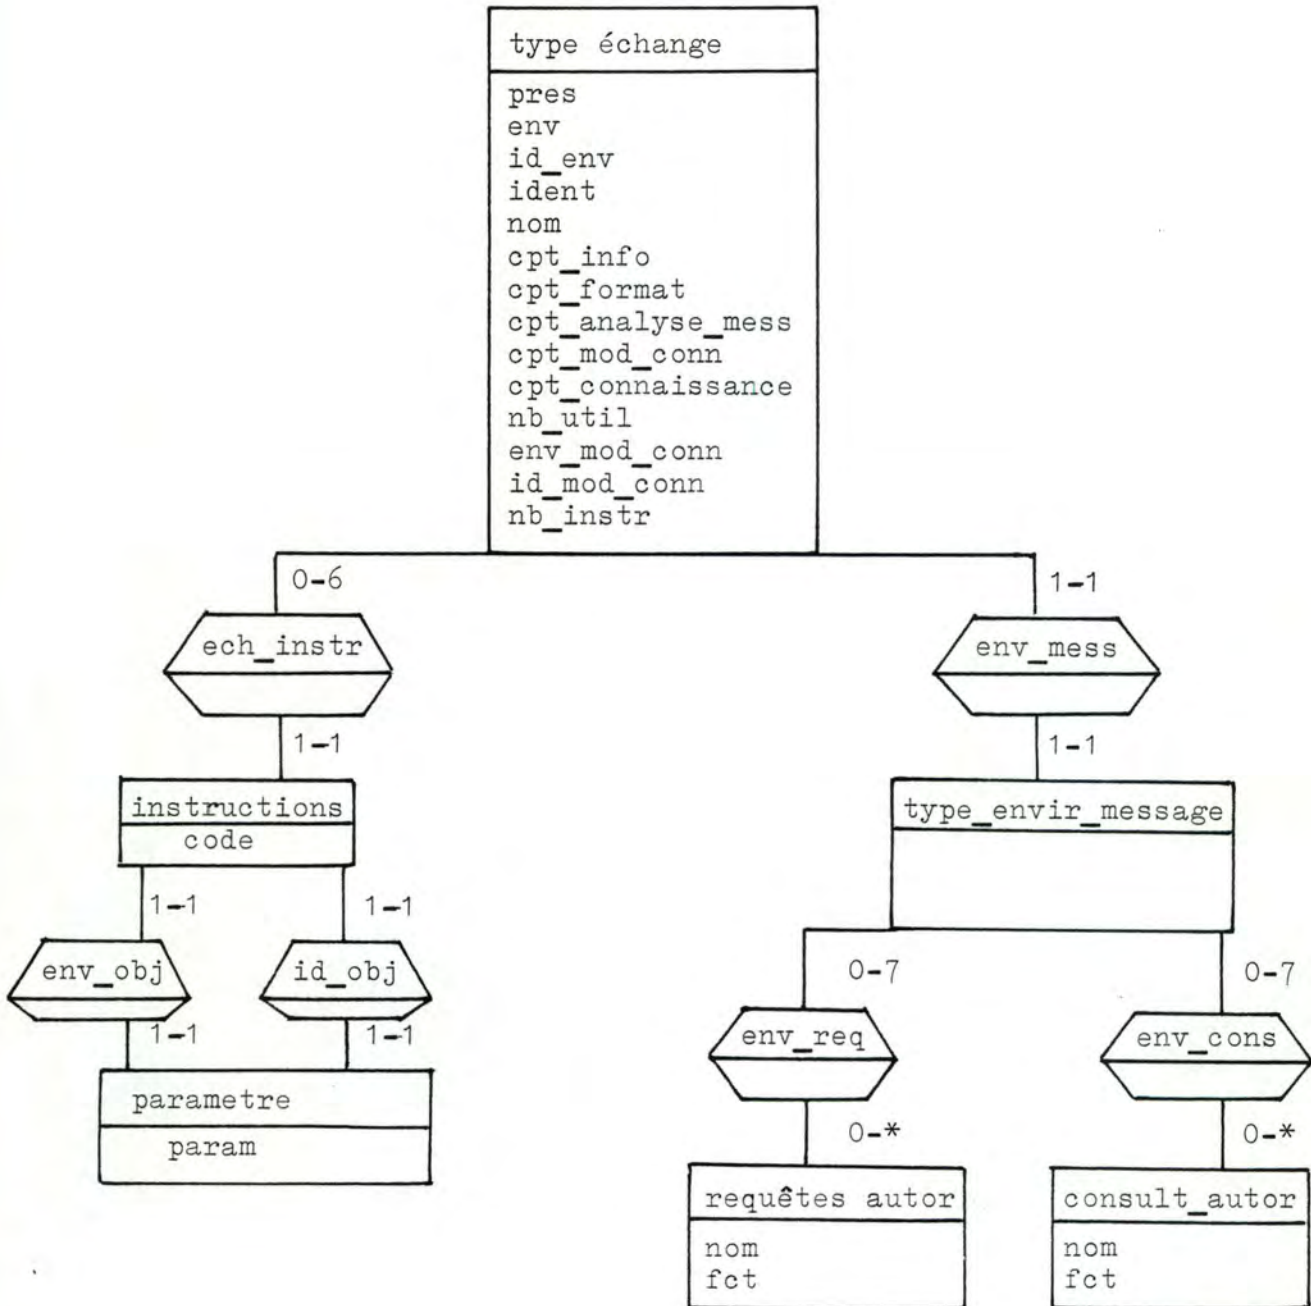 type échange
pres
env
id_env
ident
nom
cpt_info
cpt_format
cpt_analyse_mess
cpt_mod_conn
cpt_connaissance
nb_util
env_mod_conn
id_mod_conn
nb_instr
0-6
1-1
ech_instr
env_mess
1-1
1-1
instructions
code
type_envir_message
1-1
1-1
env_obj
id_obj
0-7
0-7
1-1
1-1
env_req
env_cons
parametre
param
0-*
0-*
requêtes autor
nom
fct
consult_autor
nom
fct